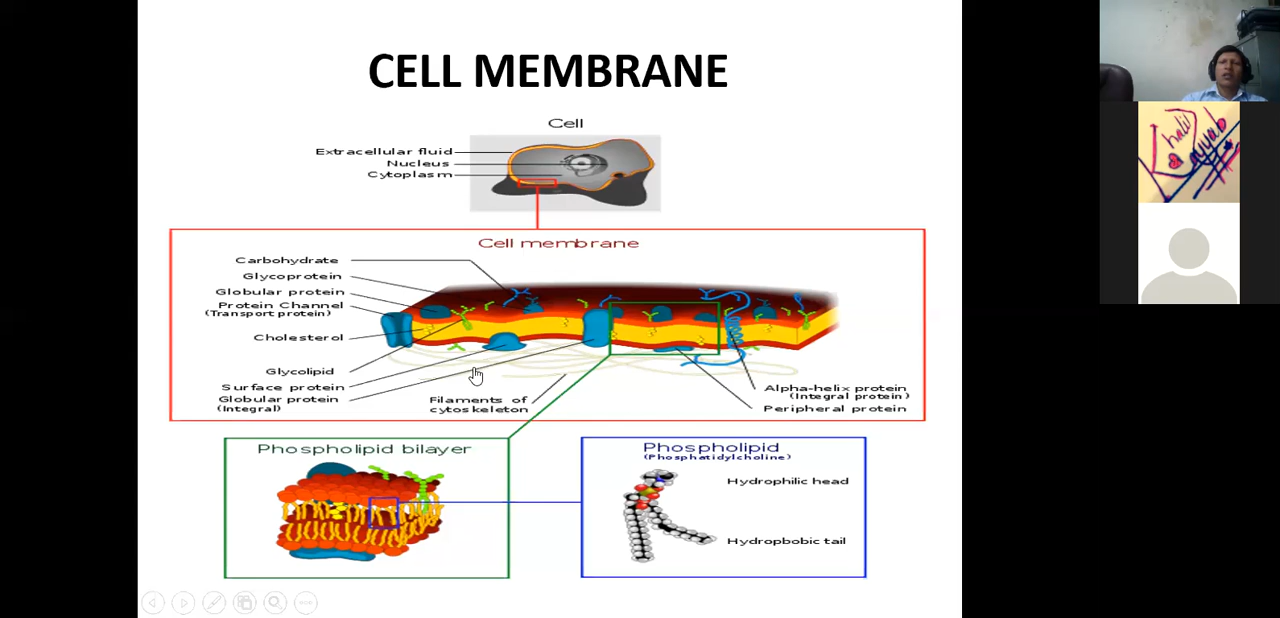 CELL MEMBRANE
Cell
Extracellular fluid
Nucleus
Cytoplasm
Cell membrane
Carbohydrate
Glycoprotein
Globular protein
Protein Channel
(Transport protein)
Cholesterol
Glycolipid
Surface protein
Globular protein
(Integral)
Filaments of
cytoskeleton
Alpha-helix protein
(Integral protein)
Peripheral protein
Phospholipid bilayer
Phospholipid
(Phosphatidylcholine)
Hydrophilic head
Hydrpbobic tail